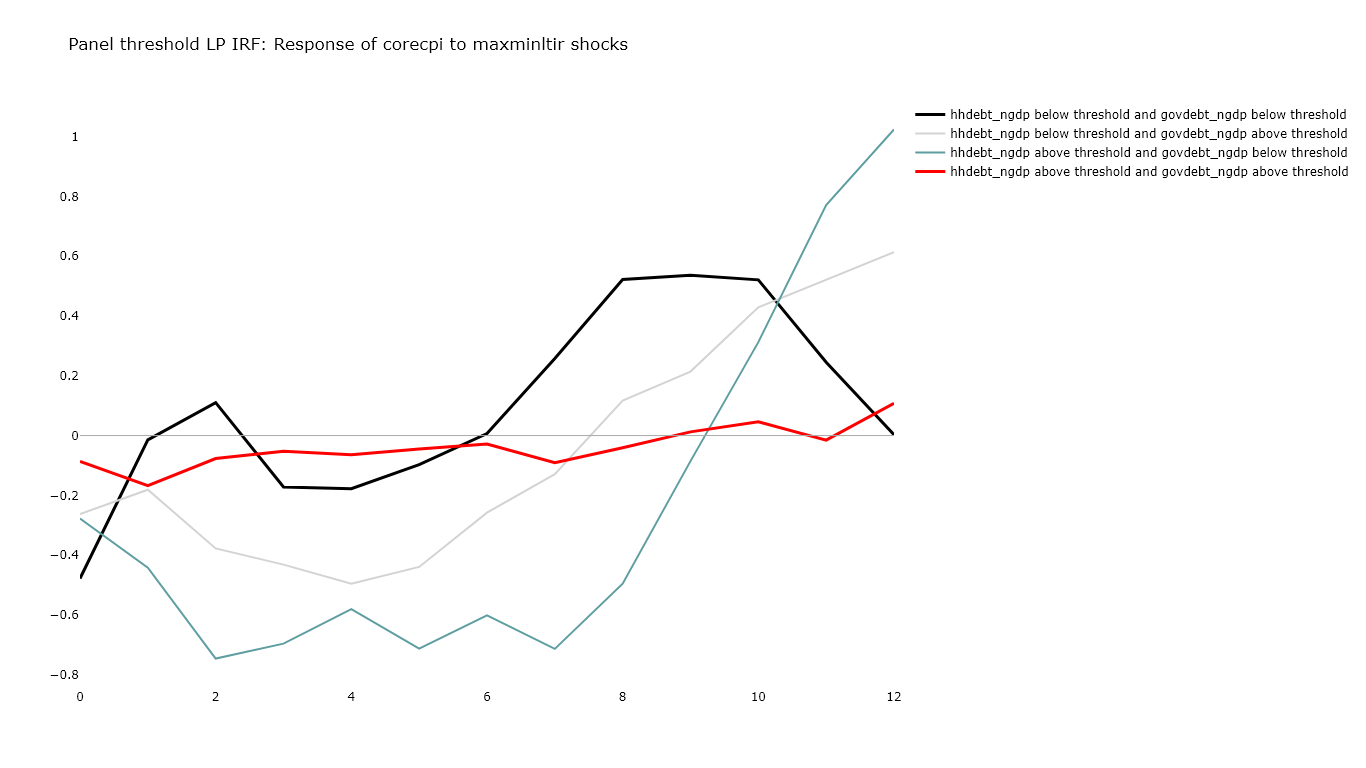 Panel threshold LP IRF: Response of corecpi to maxminltir shocks
hhdebt_ngdp below threshold and govdebt_ngdp below threshold
hhdebt_ngdp below threshold and govdebt_ngdp above threshold
hhdebt_ngdp above threshold and govdebt_ngdp below threshold
hhdebt_ngdp above threshold and govdebt_ngdp above threshold
1
0.8
0.6
0.4
0.2
0
−0.2
−0.4
−0.6
−0.8
0 2 4 6 8 10 12